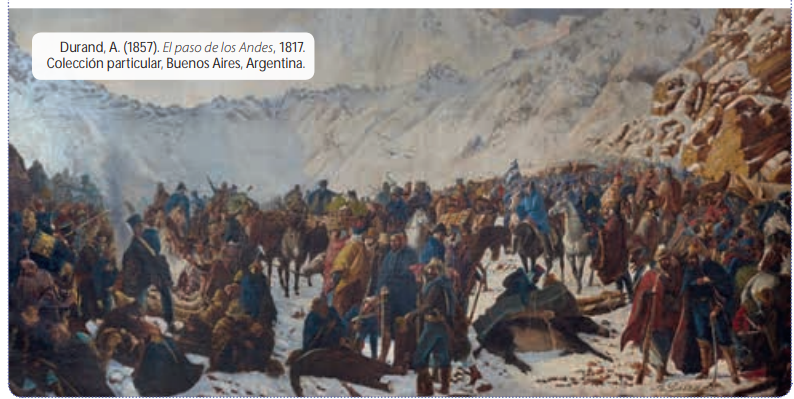 Durand, A. (1857). El paso de los Andes, 1817.
Colección particular, Buenos Aires, Argentina.